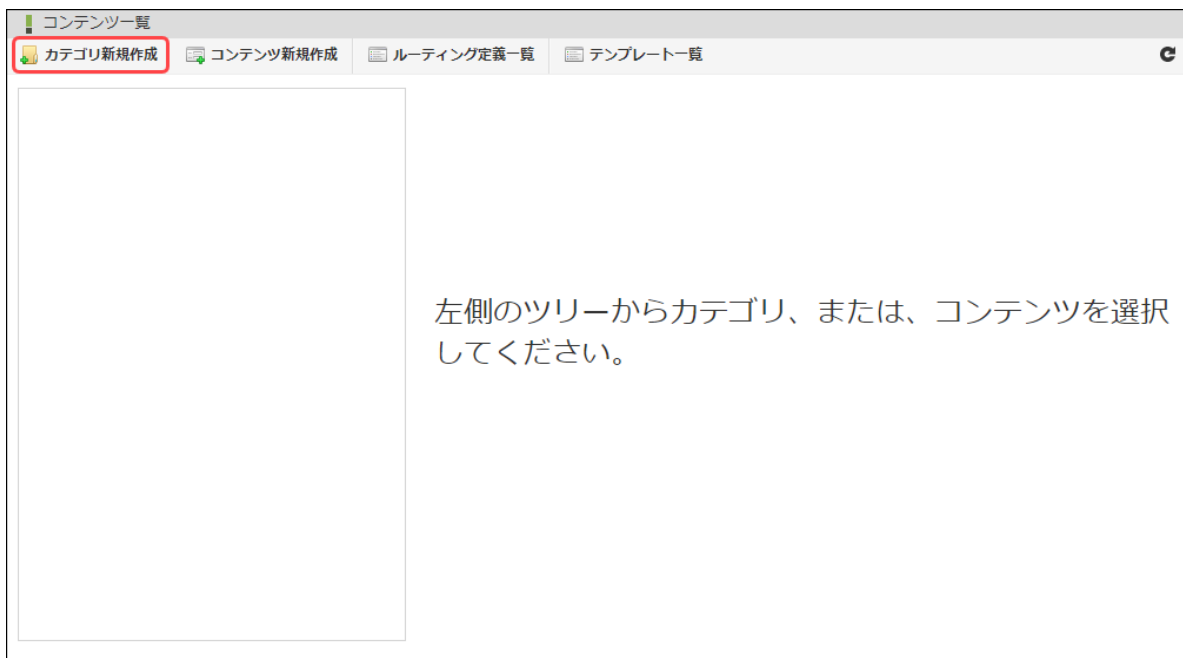 コンテンツ一覧
カテゴリ新規作成 コンテンツ新規作成 ルーティング定義一覧 テンプレート一覧
左側のツリーからカテゴリ、または、コンテンツを選択
してください。